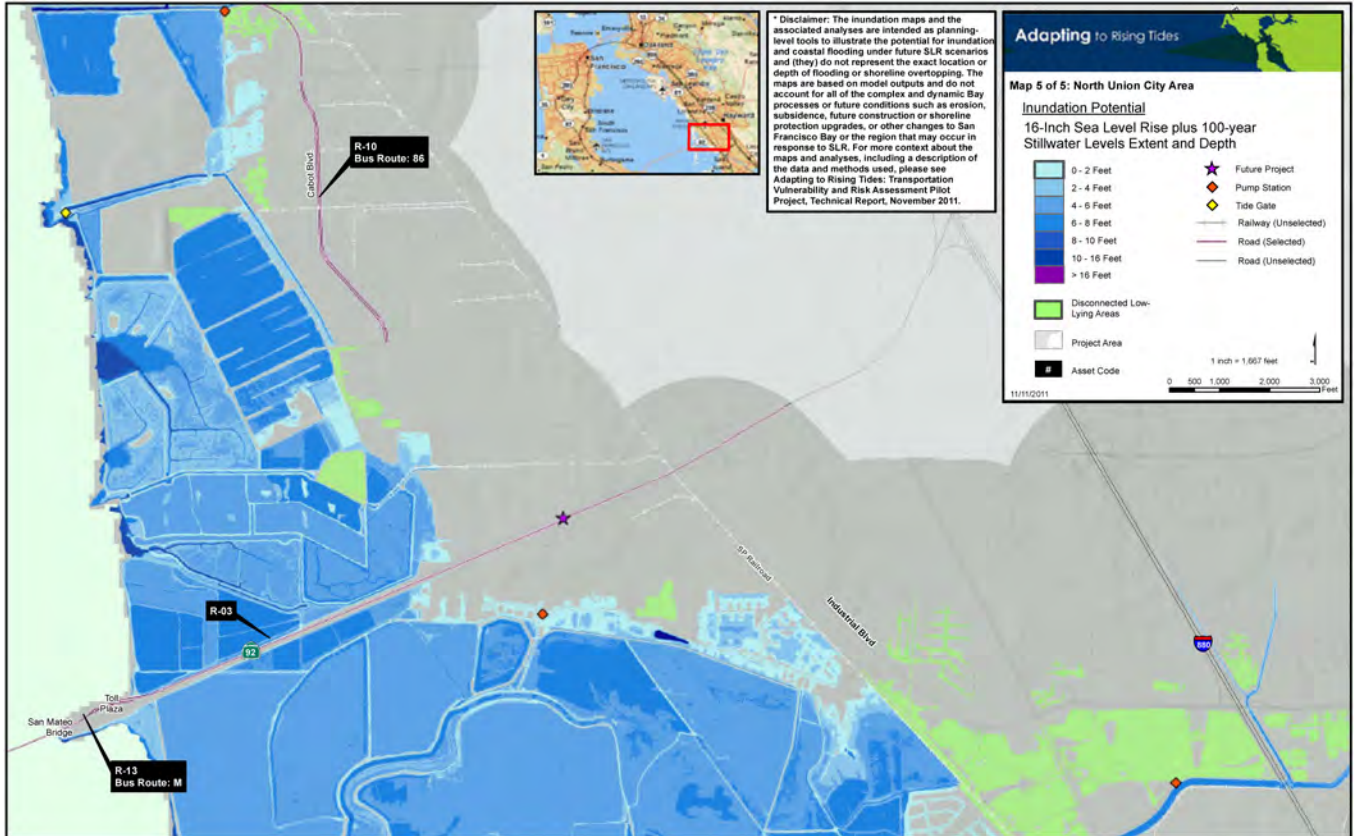 Adapting to Rising Tides
Map 5 of 5: North Union City Area
Inundation Potential
16-Inch Sea Level Rise plus 100-year
Stillwater Levels Extent and Depth
0 - 2 Feet
2 - 4 Feet
4 - 6 Feet
6 - 8 Feet
8 - 10 Feet
10 - 16 Feet
> 16 Feet
Disconnected Low-
Lying Areas
Project Area
# Asset Code
Future Project
Pump Station
Tide Gate
Railway (Unselected)
Road (Selected)
Road (Unselected)
1 inch = 1,667 feet
0 500 1,000 2,000 3,000
Feet
11/11/2011
* Disclaimer: The inundation maps and the
associated analyses are intended as planning-
level tools to illustrate the potential for inundation
and coastal flooding under future SLR scenarios
and (they) do not represent the exact location or
depth of flooding or shoreline overtopping. The
maps are based on model outputs and do not
account for all of the complex and dynamic Bay
processes or future conditions such as erosion,
subsidence, future construction or shoreline
protection upgrades, or other changes to San
Francisco Bay or the region that may occur in
response to SLR. For more context about the
maps and analyses, including a description of
the data and methods used, please see
Adapting to Rising Tides: Transportation
Vulnerability and Risk Assessment Pilot
Project, Technical Report, November 2011.
Oakland
San
Francisco
South
San Francisco
Hayward
R-10
Bus Route: 86
Cabot Blvd
SP Railroad
Industrial Blvd
R-03
92
880
Toll
Plaza
San Mateo
Bridge
R-13
Bus Route: M